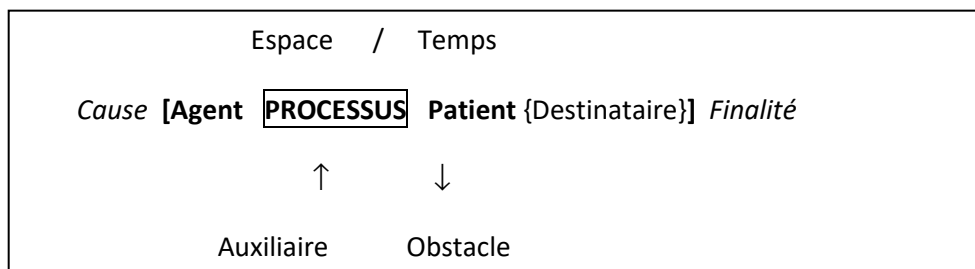 Espace / Temps
Cause [Agent PROCESSUS Patient {Destinataire}] Finalité
↑ ↓
Auxiliaire Obstacle